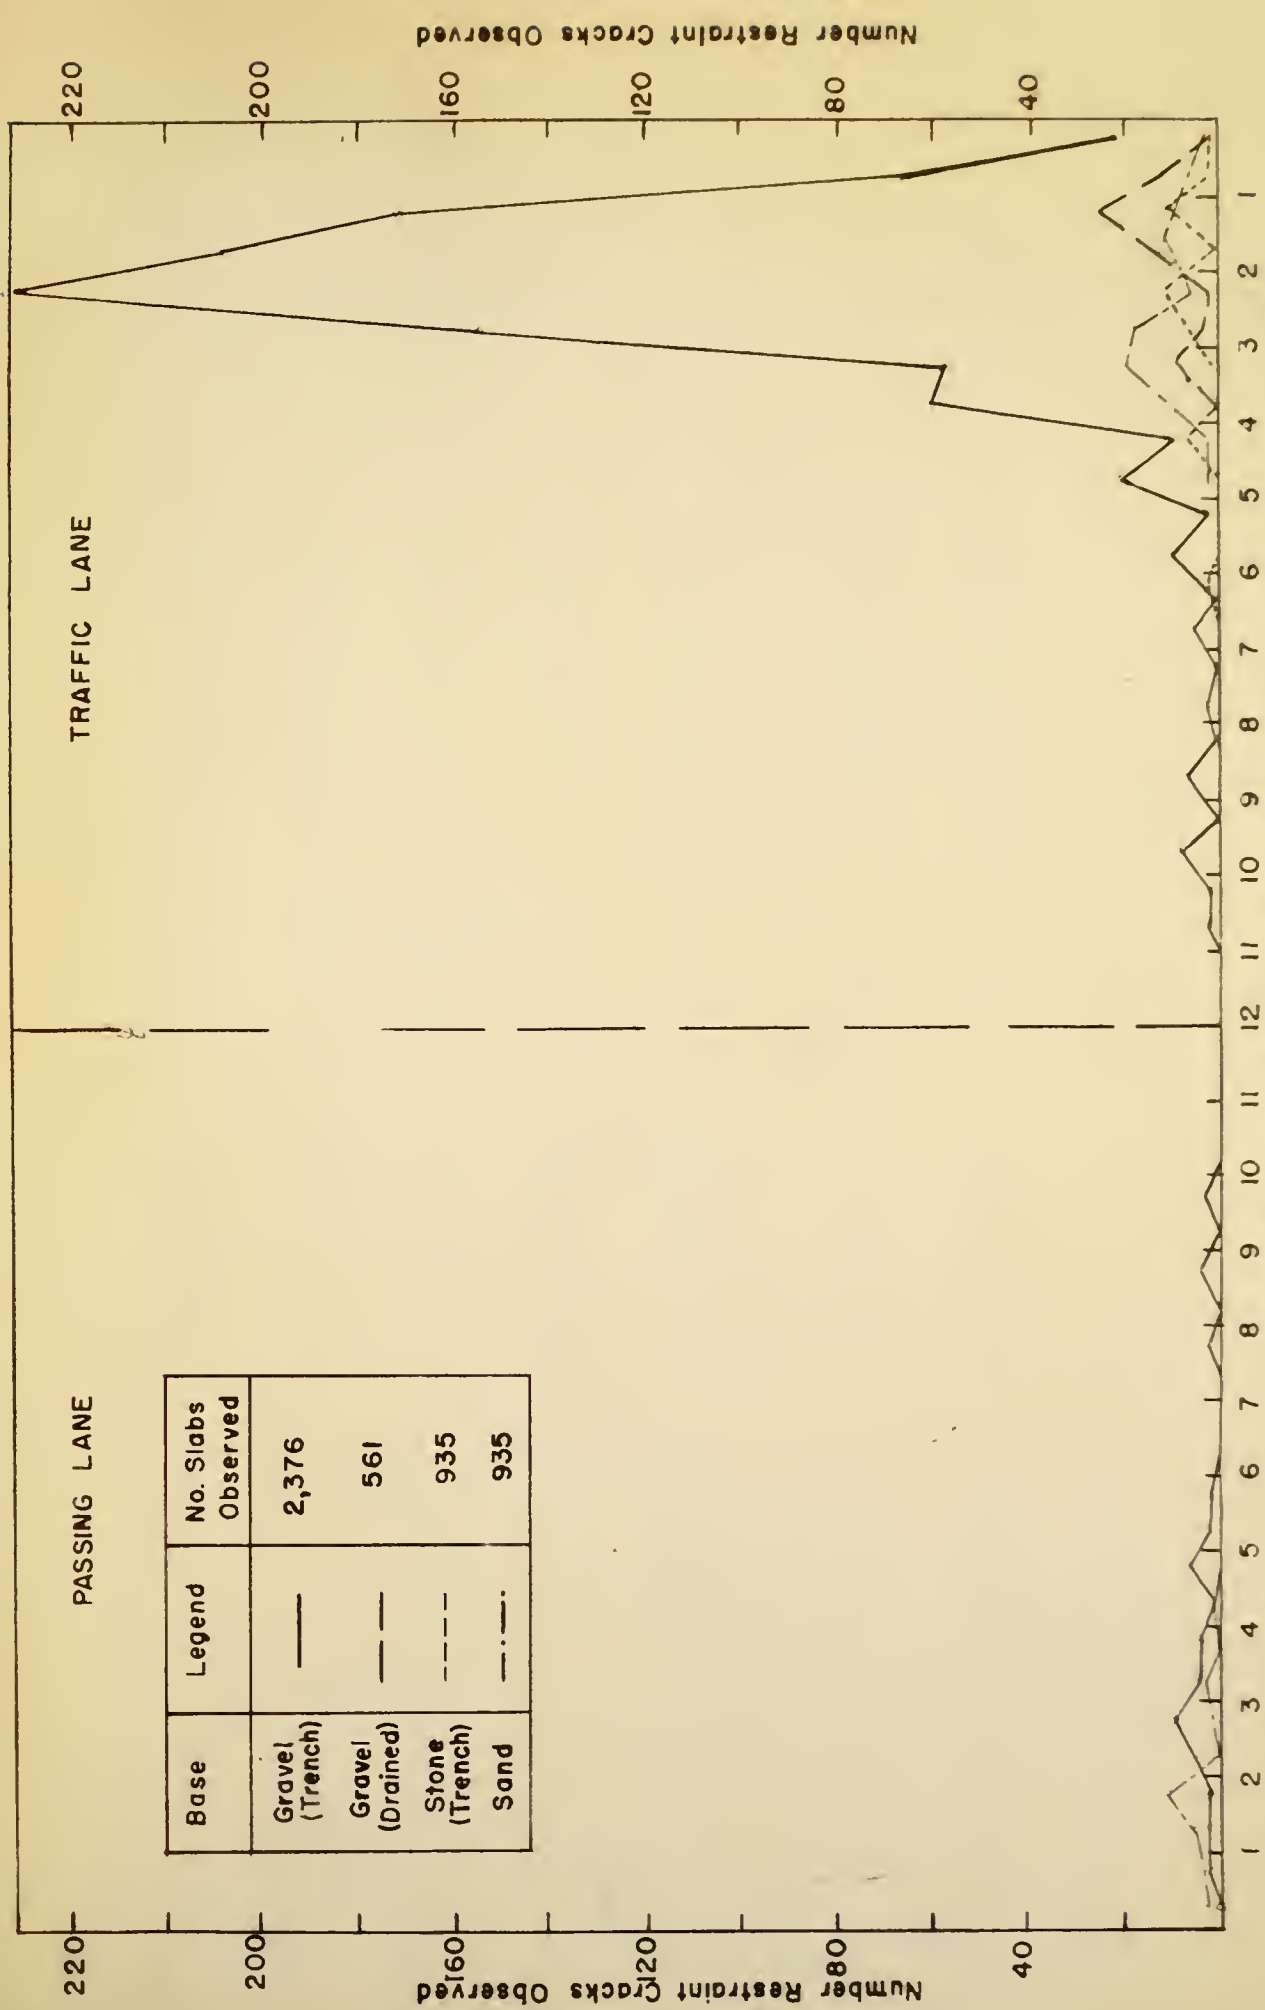 PASSING LANE
TRAFFIC LANE
Number Restraint Cracks Observed
220
200
160
120
80
40
Base
Legend
No. Slabs
Observed
Gravel
(Trench)
2,376
Gravel
(Drained)
561
Stone
(Trench)
935
Sand
935
1 2 3 4 5 6 7 8 9 10 11 12 11 10 9 8 7 6 5 4 3 2 1
220
200
160
120
80
40
Number Restraint Cracks Observed